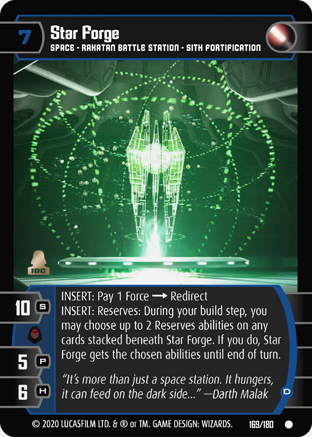 7
Star Forge
SPACE - RAKATAN BATTLE STATION - SITH FORTIFICATION
IDC
10 S
5 P
6 H
INSERT: Pay 1 Force → Redirect
INSERT: Reserves: During your build step, you
may choose up to 2 Reserves abilities on any
cards stacked beneath Star Forge. If you do, Star
Forge gets the chosen abilities until end of turn.
“It's more than just a space station. It hungers,
it can feed on the dark side...” —Darth Malak
D
© 2020 LUCASFILM LTD. & ® or TM. GAME DESIGN: WIZARDS.
169/180